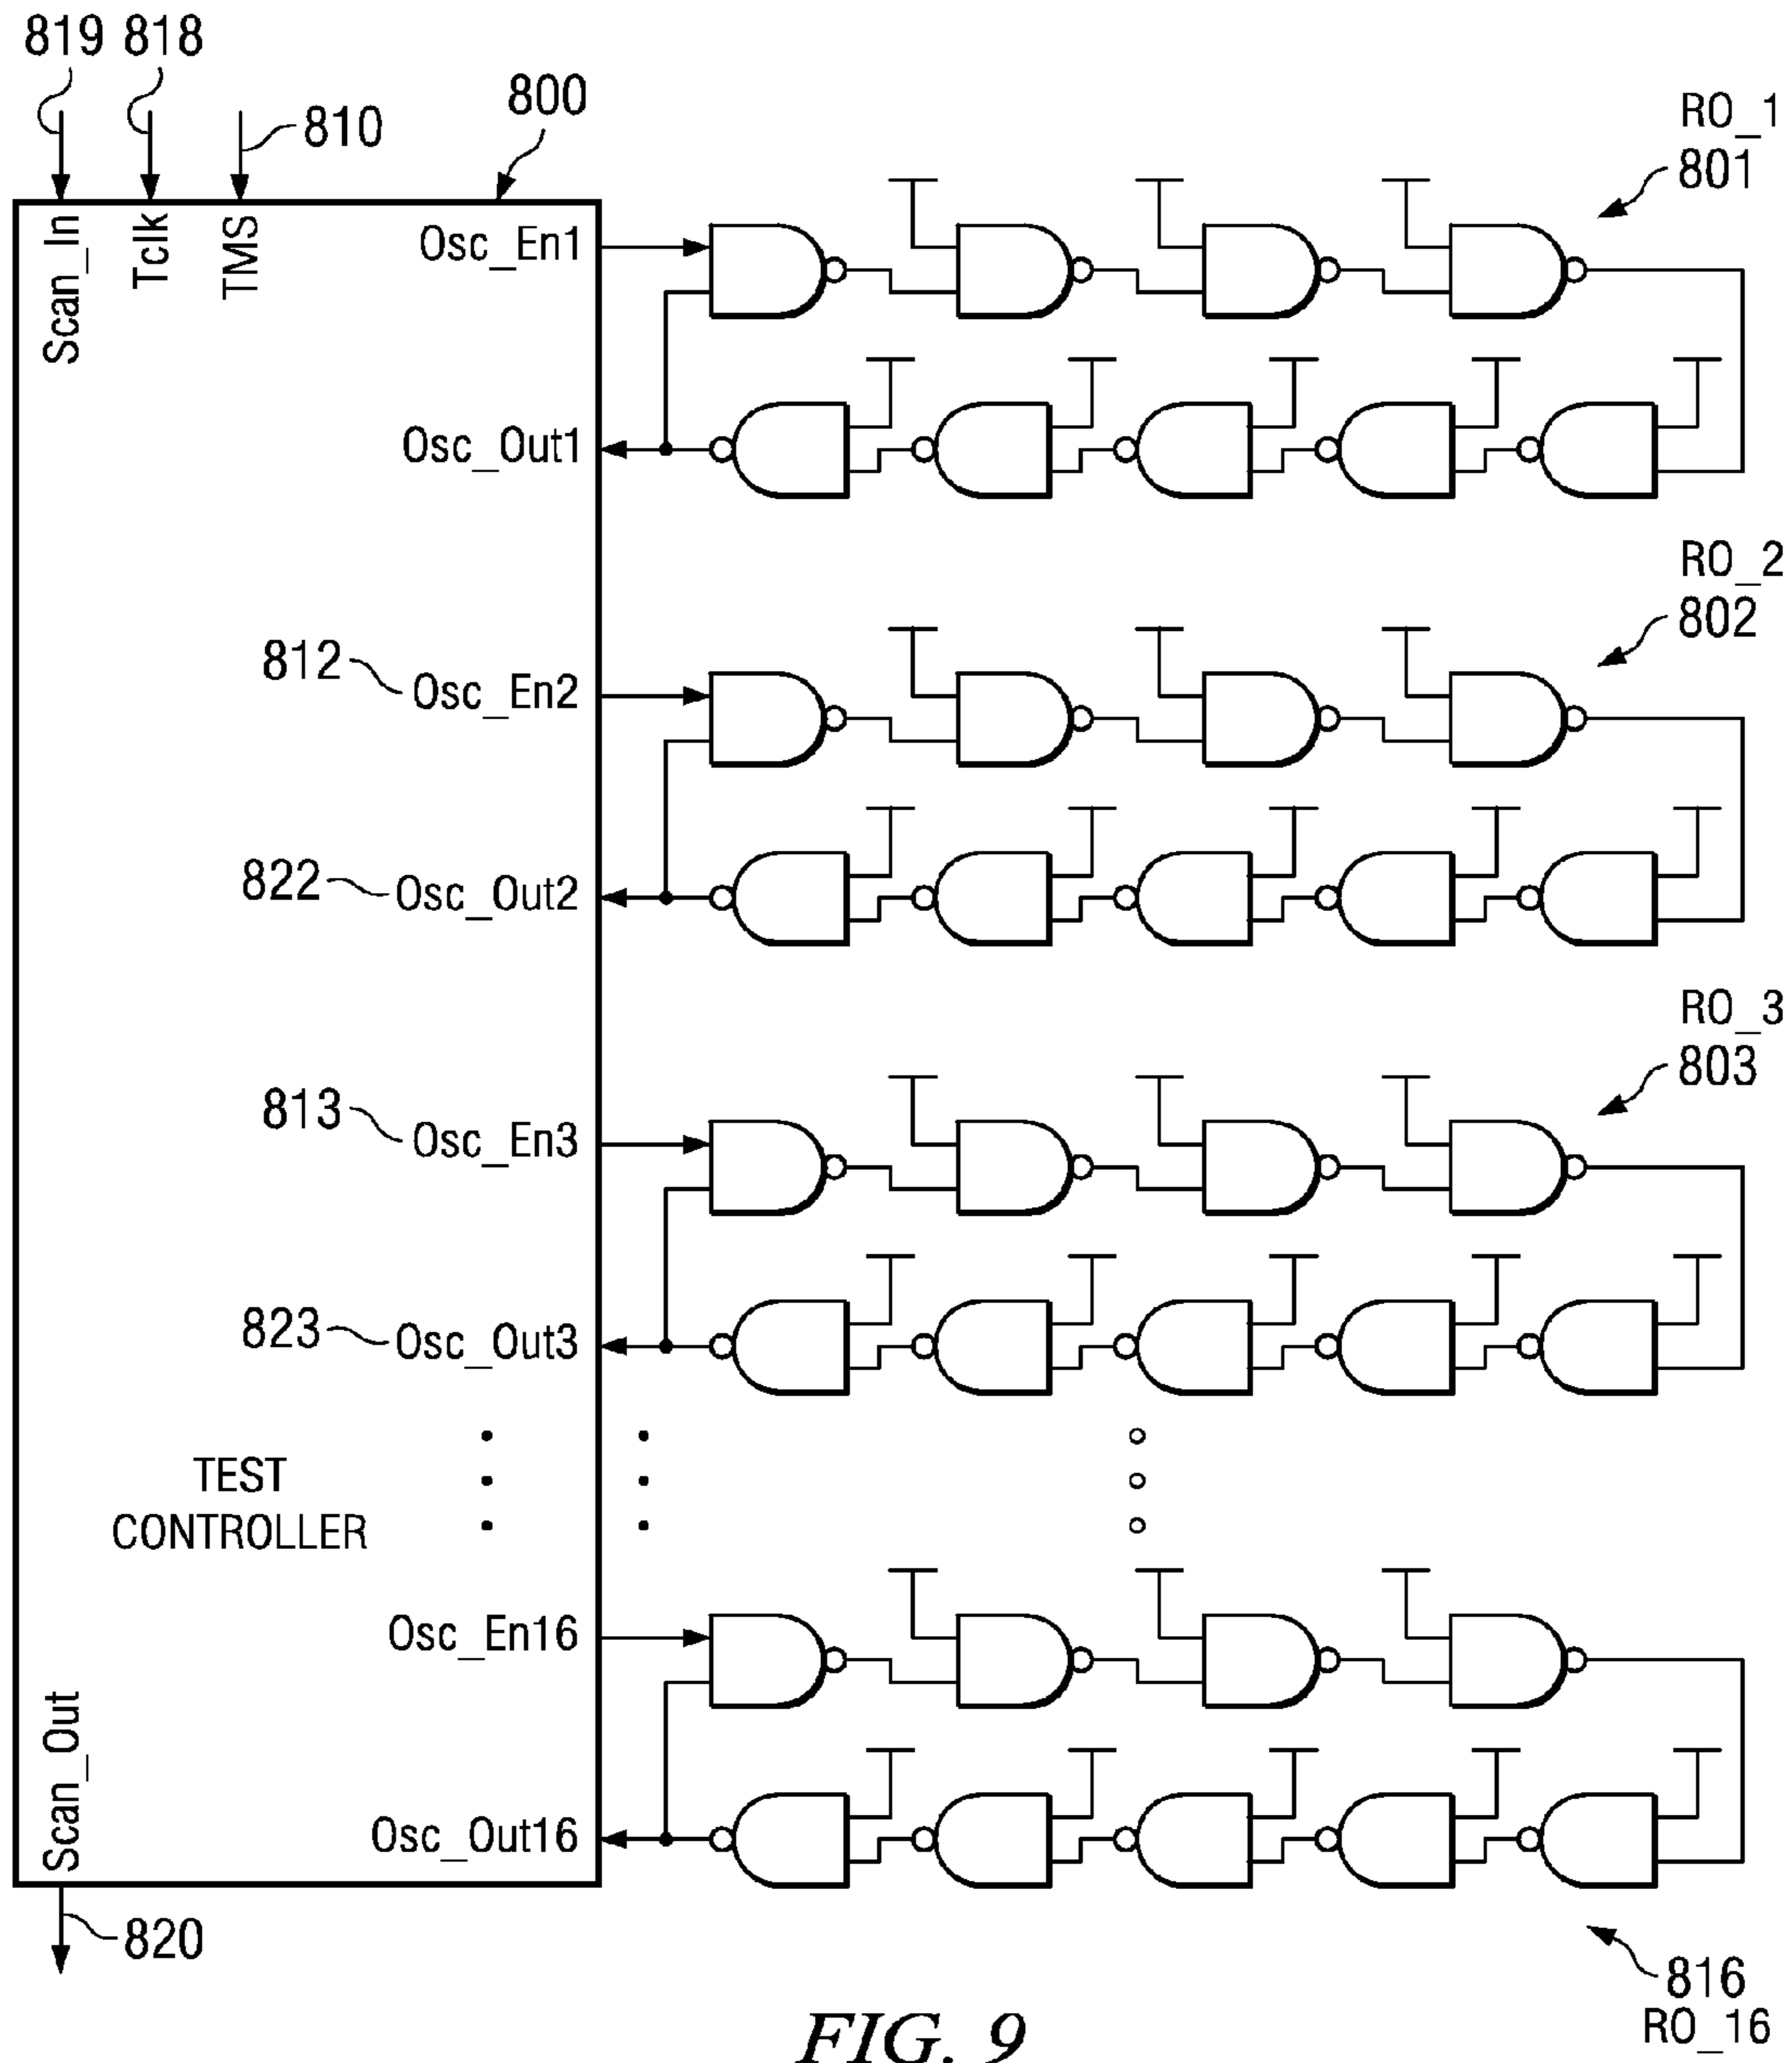 819 818
810
800
RO_1
801
Scan_In
Tclk
TMS
Osc_En1
Osc_Out1
RO_2
802
812
Osc_En2
822
Osc_Out2
RO_3
803
813
Osc_En3
823
Osc_Out3
TEST
CONTROLLER
Osc_En16
Scan_Out
Osc_Out16
820
816
RO_16
FIG. 9